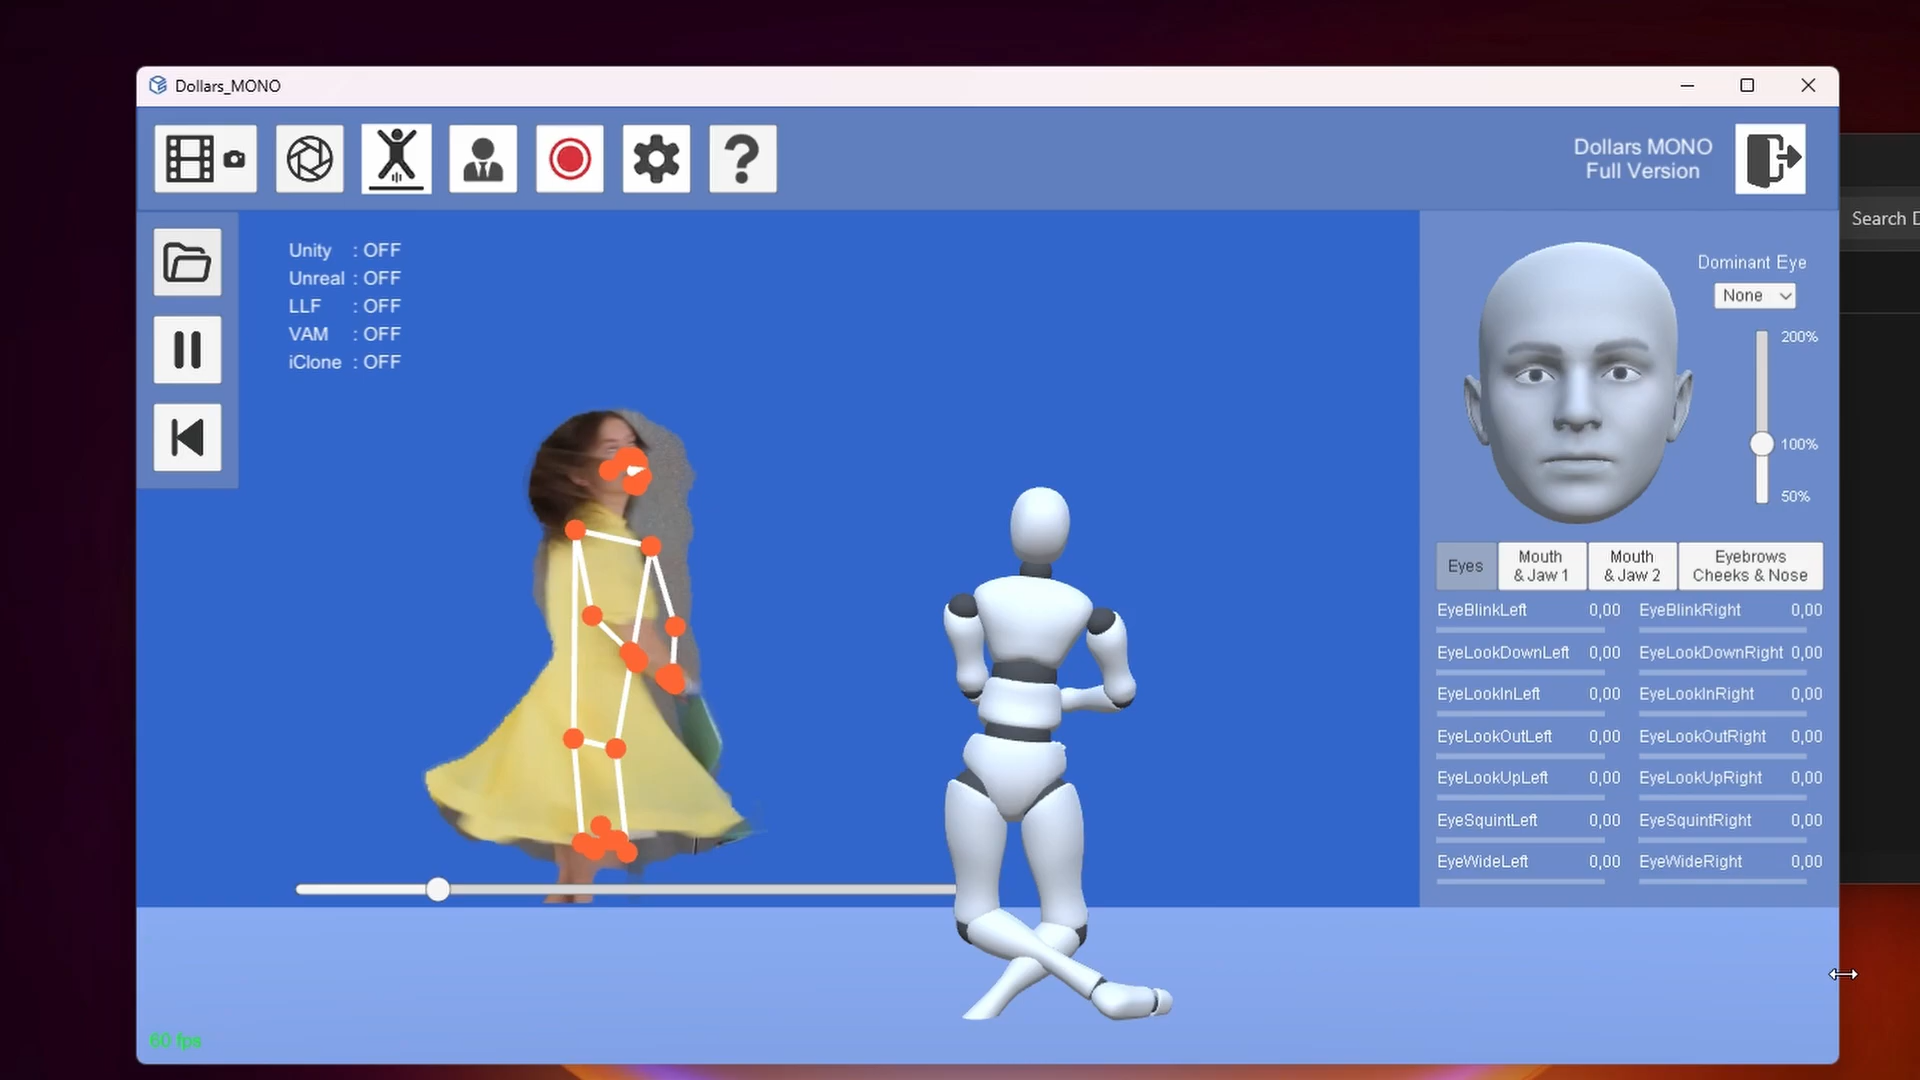 Dollars_MONO
Dollars MONO
Full Version
Search D
Unity : OFF
Unreal : OFF
LLF : OFF
VAM : OFF
iClone : OFF
Dominant Eye
None
200%
100%
50%
Eyes
Mouth
& Jaw 1
Mouth
& Jaw 2
Eyebrows
Cheeks & Nose
EyeBlinkLeft 0,00 EyeBlinkRight 0,00
EyeLookDownLeft 0,00 EyeLookDownRight 0,00
EyeLookInLeft 0,00 EyeLookInRight 0,00
EyeLookOutLeft 0,00 EyeLookOutRight 0,00
EyeLookUpLeft 0,00 EyeLookUpRight 0,00
EyeSquintLeft 0,00 EyeSquintRight 0,00
EyeWideLeft 0,00 EyeWideRight 0,00
60 fps